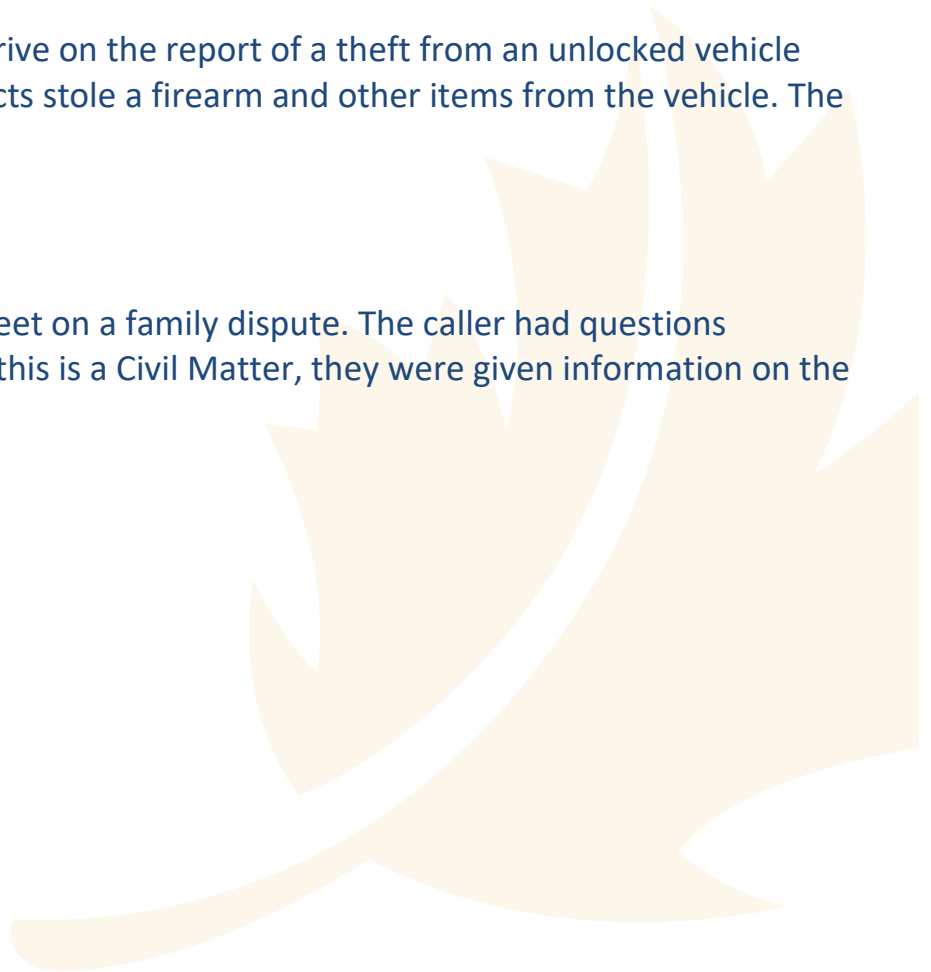 rive on the report of a theft from an unlocked vehicle
cts stole a firearm and other items from the vehicle. The
eet on a family dispute. The caller had questions
this is a Civil Matter, they were given information on the